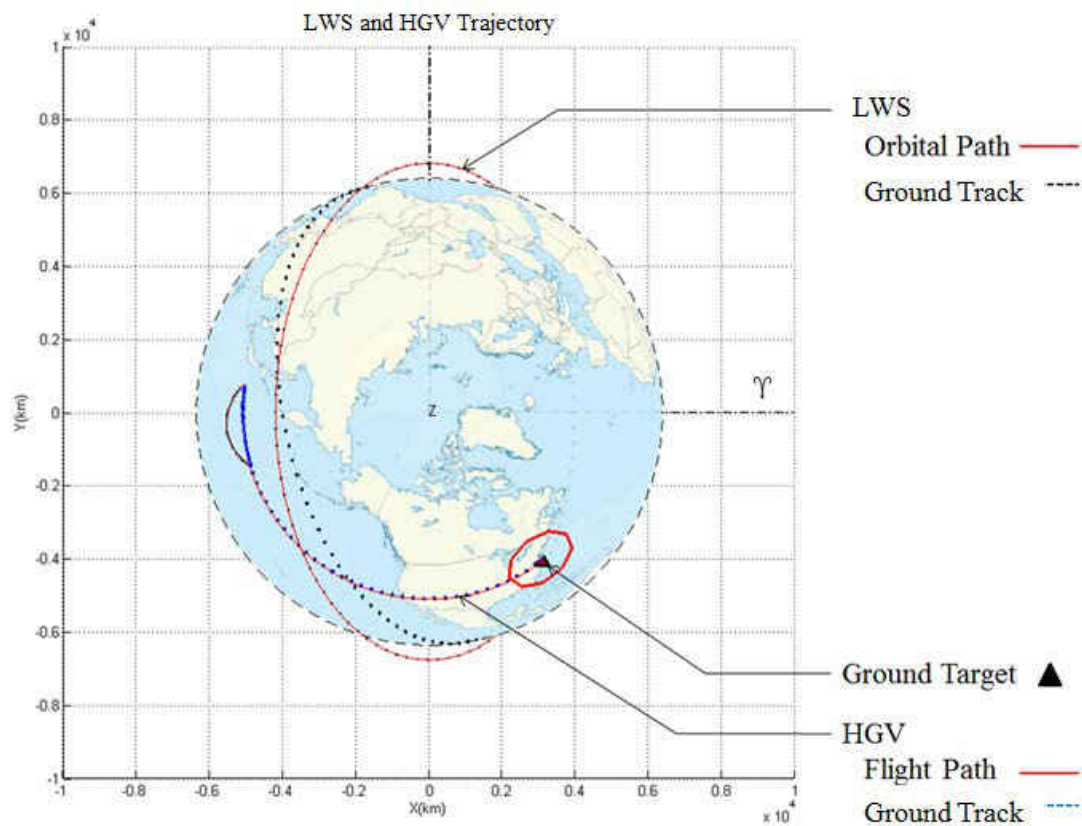 LWS and HGV Trajectory
x 10^4
1
0.8
0.6
0.4
0.2
0
-0.2
-0.4
-0.6
-0.8
-1
Y(km)
-1 -0.8 -0.6 -0.4 -0.2 0 0.2 0.4 0.6 0.8 1
X(km)
x 10^4
Z
♈
LWS
Orbital Path
Ground Track
Ground Target
HGV
Flight Path
Ground Track